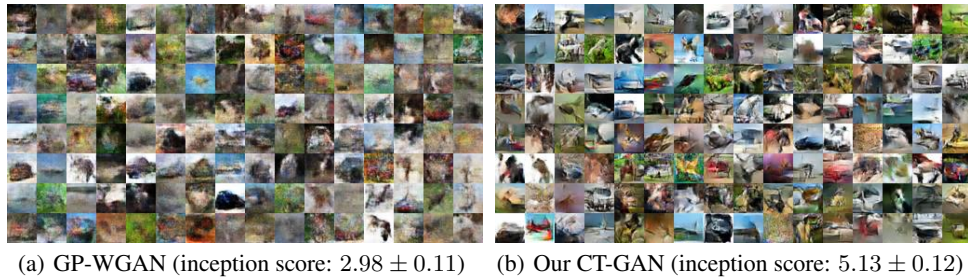 (a) GP-WGAN (inception score: 2.98 ± 0.11)
(b) Our CT-GAN (inception score: 5.13 ± 0.12)